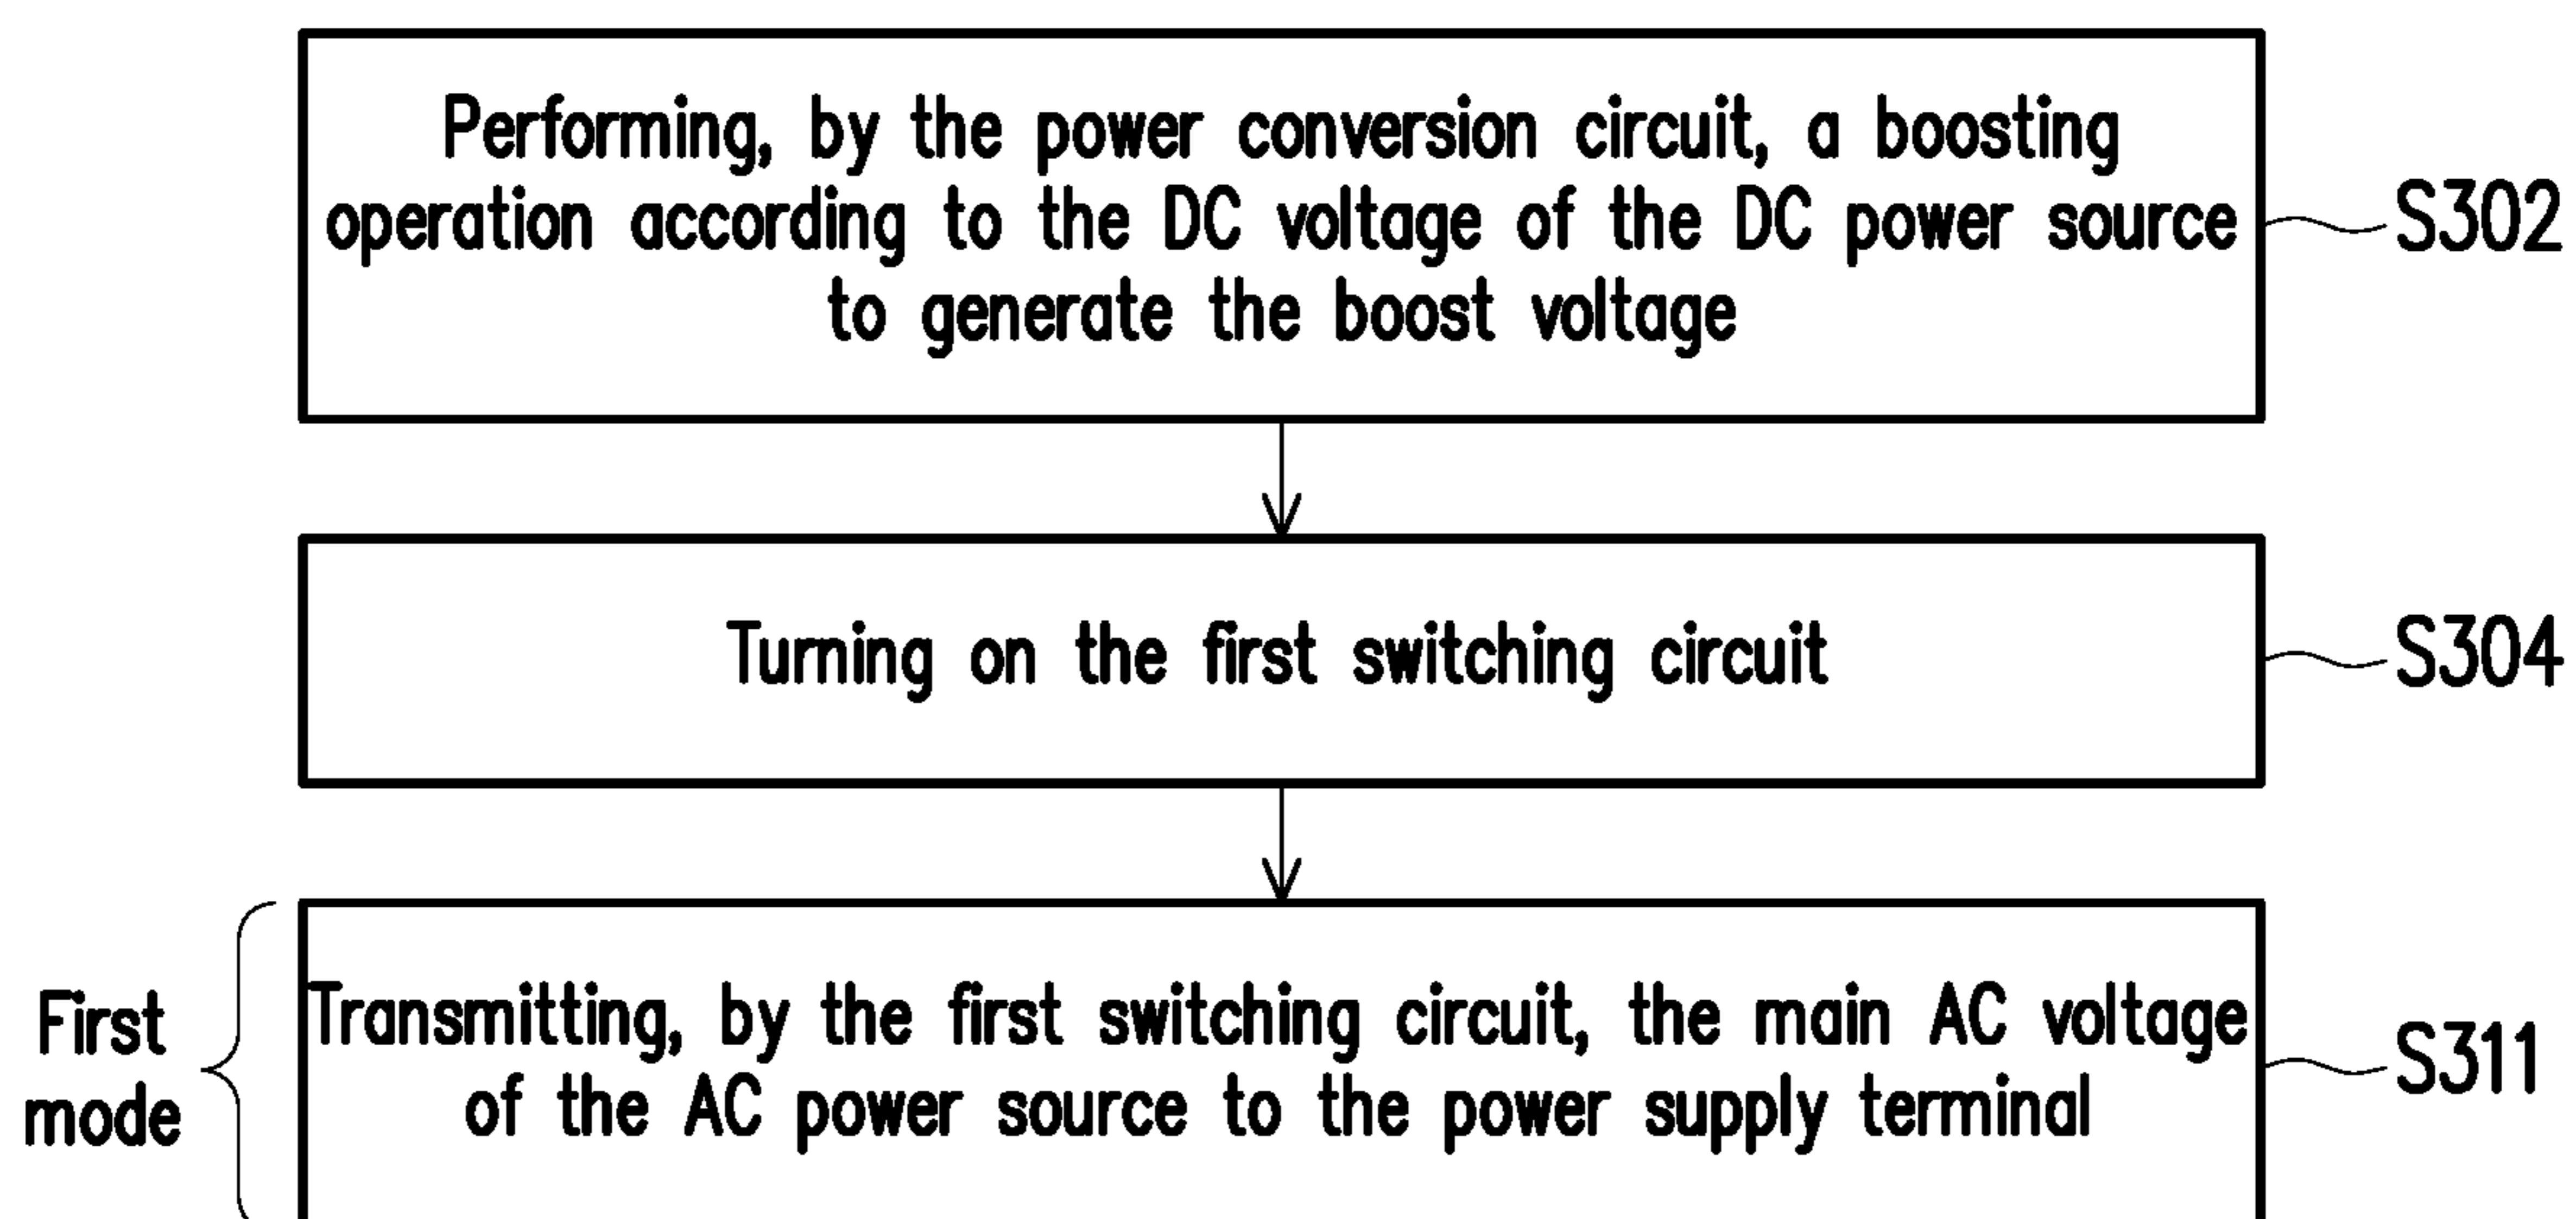 Performing, by the power conversion circuit, a boosting
operation according to the DC voltage of the DC power source
to generate the boost voltage
S302
Turning on the first switching circuit
S304
First
mode
Transmitting, by the first switching circuit, the main AC voltage
of the AC power source to the power supply terminal
S311